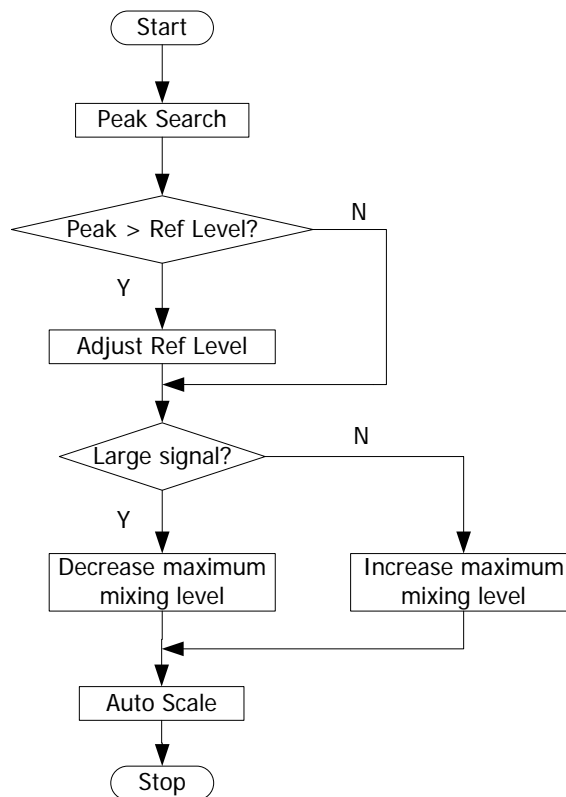 Start
Peak Search
Peak > Ref Level?
N
Y
Adjust Ref Level
Large signal?
N
Y
Decrease maximum
mixing level
Increase maximum
mixing level
Auto Scale
Stop